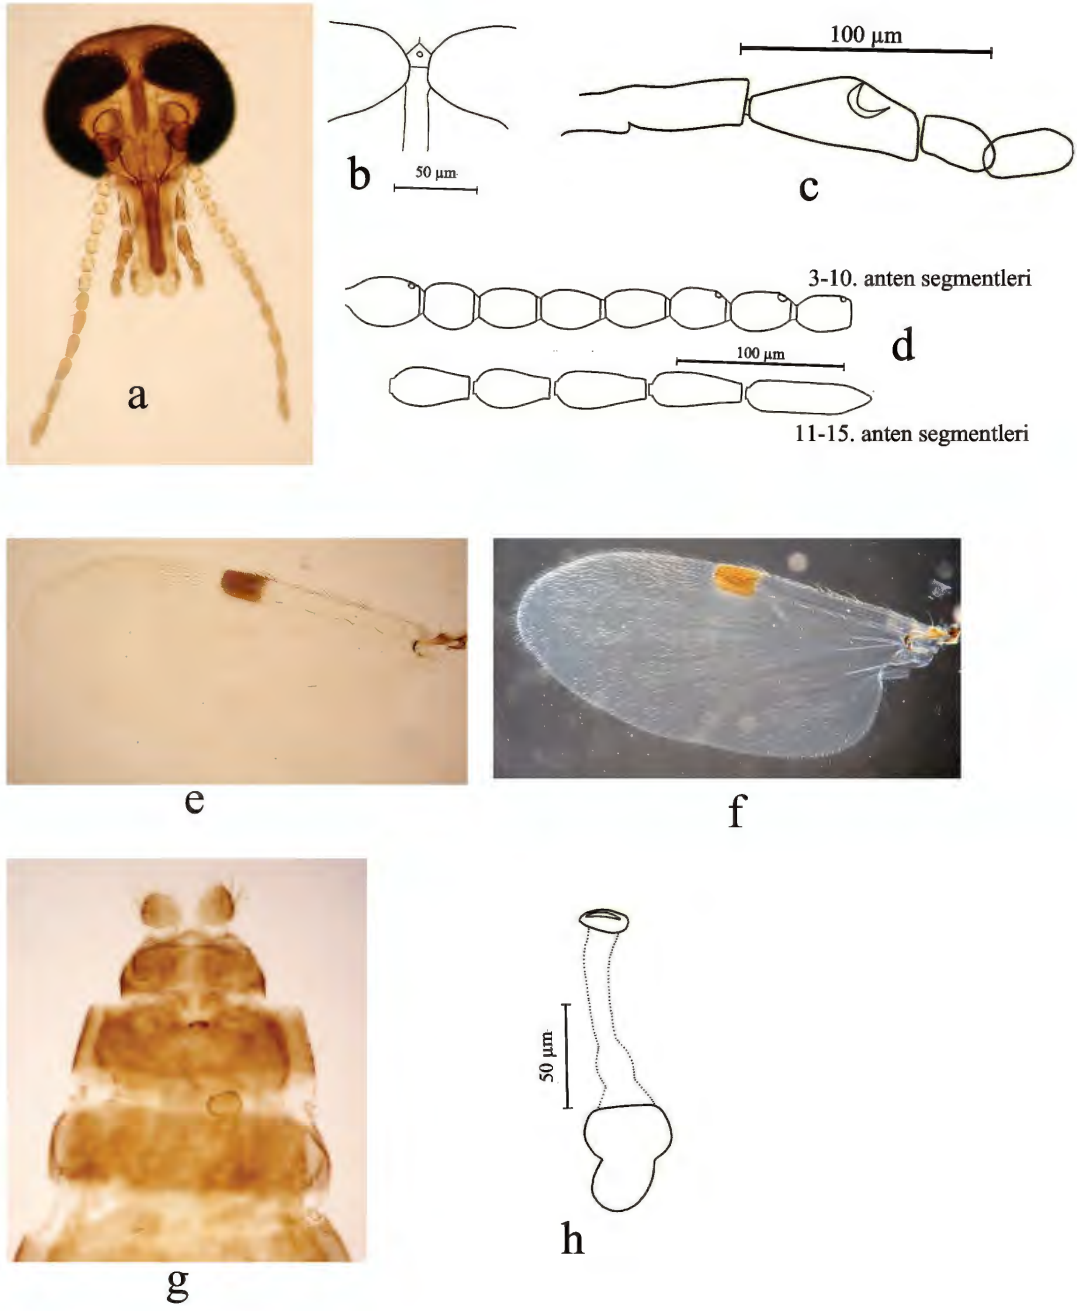 a
b
50 µm
100 µm
c
3-10. anten segmentleri
d
100 µm
11-15. anten segmentleri
e
f
g
50 µm
h